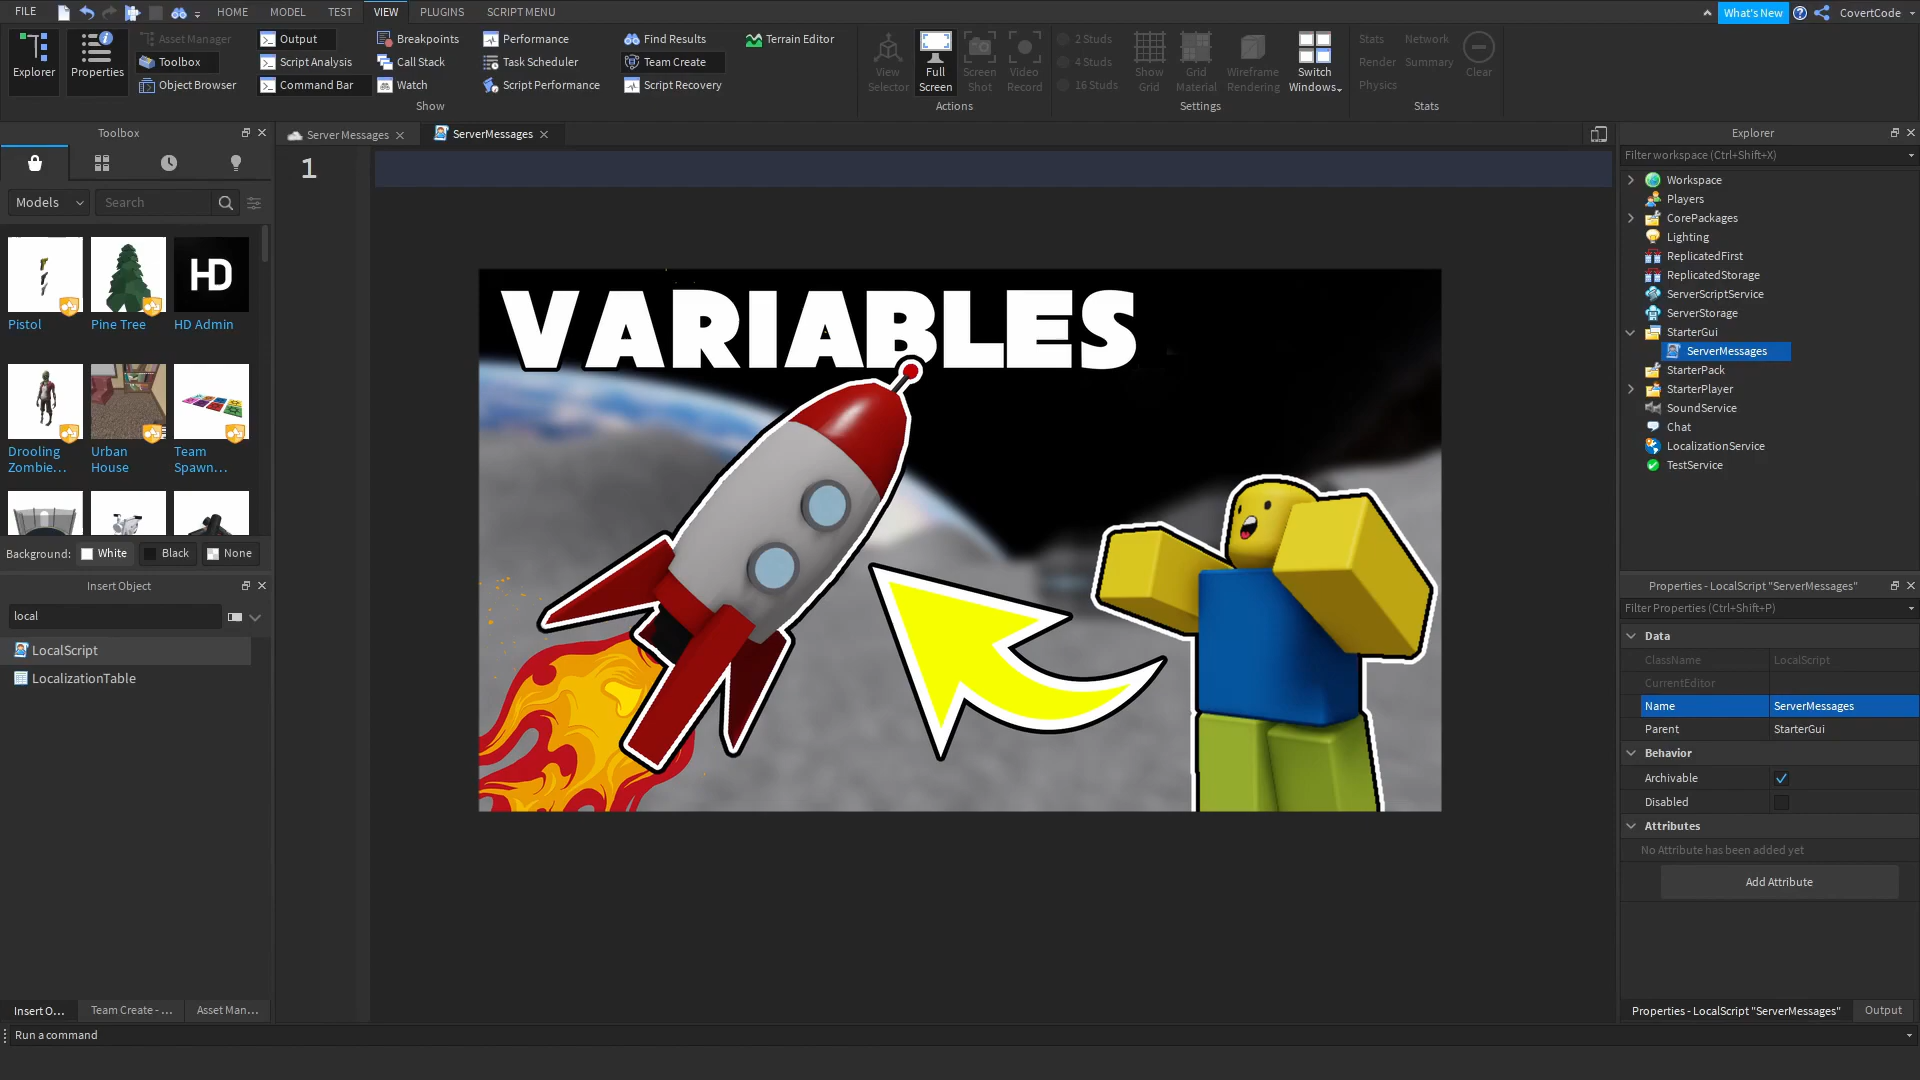 FILE
HOME
MODEL
TEST
VIEW
PLUGINS
SCRIPT MENU
What's New
CovertCode
Explorer
Properties
Asset Manager
Toolbox
Object Browser
Output
Script Analysis
Command Bar
Breakpoints
Call Stack
Watch
Performance
Task Scheduler
Script Performance
Find Results
Team Create
Script Recovery
Terrain Editor
Show
View
Selector
Full
Screen
Screen
Shot
Video
Record
Actions
2 Studs
4 Studs
16 Studs
Show
Grid
Grid
Material
Wireframe
Rendering
Switch
Windows
Settings
Stats
Network
Render
Summary
Physics
Clear
Stats
Toolbox
Models
Search
HD
Pistol
Pine Tree
HD Admin
Drooling
Zombie...
Urban
House
Team
Spawn...
Background:
White
Black
None
Insert Object
local
LocalScript
LocalizationTable
Insert O...
Team Create - ...
Asset Man...
Run a command
Server Messages
ServerMessages
1
VARIABLES
Explorer
Filter workspace (Ctrl+Shift+X)
Workspace
Players
CorePackages
Lighting
ReplicatedFirst
ReplicatedStorage
ServerScriptService
ServerStorage
StarterGui
ServerMessages
StarterPack
StarterPlayer
SoundService
Chat
LocalizationService
TestService
Properties - LocalScript "ServerMessages"
Filter Properties (Ctrl+Shift+P)
Data
ClassName LocalScript
CurrentEditor
Name ServerMessages
Parent StarterGui
Behavior
Archivable
Disabled
Attributes
No Attribute has been added yet
Add Attribute
Properties - LocalScript "ServerMessages"
Output